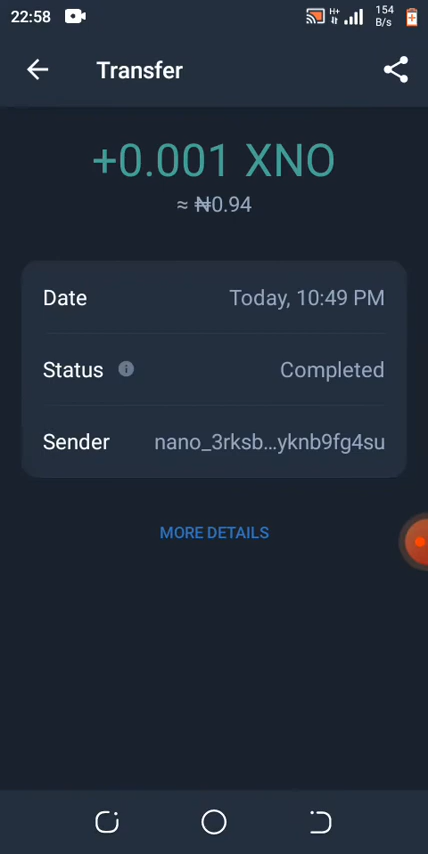 22:58 H+ 154 B/s
Transfer
+0.001 XNO
≈ ₦0.94
Date Today, 10:49 PM
Status Completed
Sender nano_3rksb...yknb9fg4su
MORE DETAILS